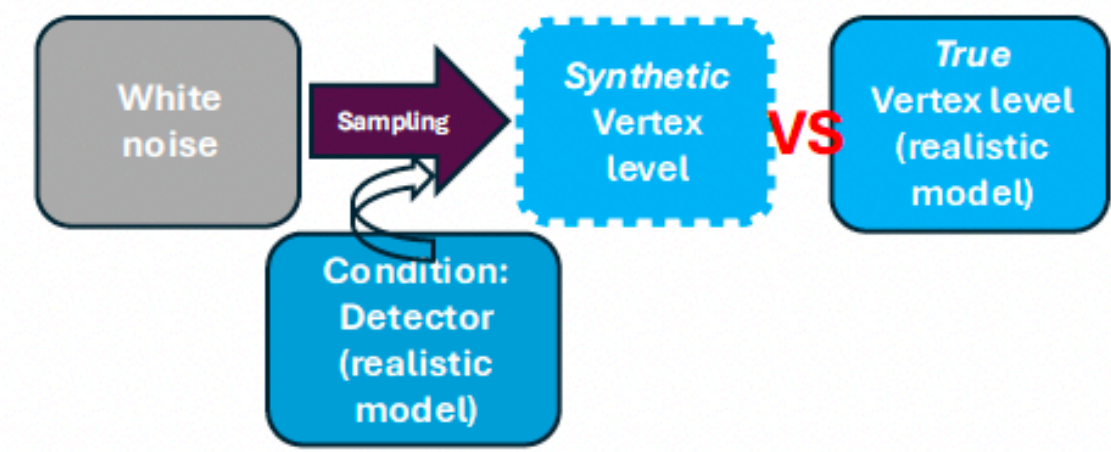 White
noise
Sampling
Synthetic
Vertex
level
VS
True
Vertex level
(realistic
model)
Condition:
Detector
(realistic
model)